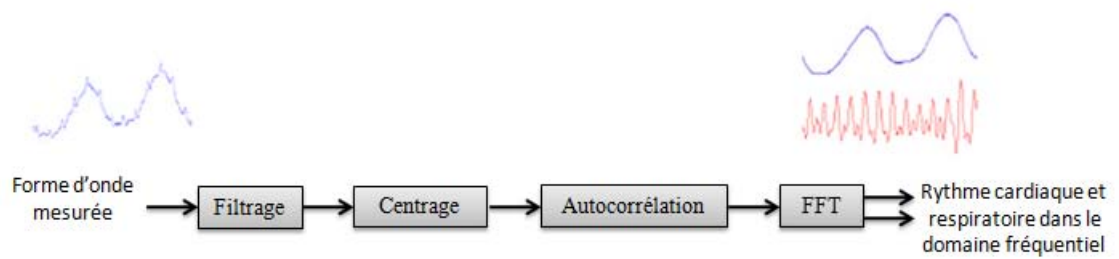 Forme d'onde
mesurée
Filtrage
Centrage
Autocorrélation
FFT
Rythme cardiaque et
respiratoire dans le
domaine fréquentiel